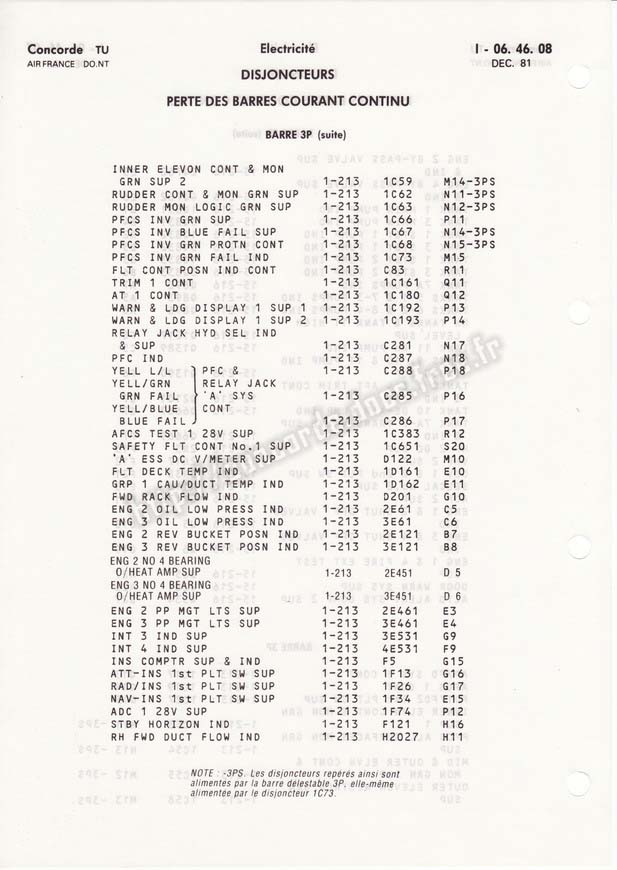 Concorde TU Electricité I - 06. 46. 08
AIR FRANCE DO.NT DEC. 81
DISJONCTEURS
PERTE DES BARRES COURANT CONTINU
BARRE 3P (suite)
INNER ELEVON CONT & MON
GRN SUP 2 1-213 1C59 M14-3PS
RUDDER CONT & MON GRN SUP 1-213 1C62 N11-3PS
RUDDER MON LOGIC GRN SUP 1-213 1C63 N12-3PS
PFCS INV GRN SUP 1-213 1C66 P11
PFCS INV BLUE FAIL SUP 1-213 1C67 N14-3PS
PFCS INV GRN PROTN CONT 1-213 1C68 N15-3PS
PFCS INV GRN FAIL IND 1-213 1C73 M15
FLT CONT POSN IND CONT 1-213 C83 R11
TRIM 1 CONT 1-213 1C161 Q11
AT 1 CONT 1-213 1C180 Q12
WARN & LDG DISPLAY 1 SUP 1 1-213 1C192 P13
WARN & LDG DISPLAY 1 SUP 2 1-213 1C193 P14
RELAY JACK HYD SEL IND
& SUP 1-213 C281 N17
PFC IND 1-213 C287 N18
YELL L/L PFC & 1-213 C288 P18
YELL/GRN RELAY JACK
GRN FAIL 'A' SYS 1-213 C285 P16
YELL/BLUE CONT
BLUE FAIL 1-213 C286 P17
AFCS TEST 1 28V SUP 1-213 1C383 R12
SAFETY FLT CONT No.1 SUP 1-213 1C651 S20
'A' ESS DC V/METER SUP 1-213 D122 M10
FLT DECK TEMP IND 1-213 1D161 E10
GRP 1 CAU/DUCT TEMP IND 1-213 1D162 E11
FWD RACK FLOW IND 1-213 D201 G10
ENG 2 OIL LOW PRESS IND 1-213 2E61 C5
ENG 3 OIL LOW PRESS IND 1-213 3E61 C6
ENG 2 REV BUCKET POSN IND 1-213 2E121 B7
ENG 3 REV BUCKET POSN IND 1-213 3E121 B8
ENG 2 NO 4 BEARING
O/HEAT AMP SUP 1-213 2E451 D 5
ENG 3 NO 4 BEARING
O/HEAT AMP SUP 1-213 3E451 D 6
ENG 2 PP MGT LTS SUP 1-213 2E461 E3
ENG 3 PP MGT LTS SUP 1-213 3E461 E4
INT 3 IND SUP 1-213 3E531 G9
INT 4 IND SUP 1-213 4E531 F9
INS COMPTR SUP & IND 1-213 F5 G15
ATT-INS 1st PLT SW SUP 1-213 1F13 G16
RAD/INS 1st PLT SW SUP 1-213 1F26 G17
NAV-INS 1st PLT SW SUP 1-213 1F34 E15
ADC 1 28V SUP 1-213 1F74 P12
STBY HORIZON IND 1-213 F121 H16
RH FWD DUCT FLOW IND 1-213 H2027 H11
NOTE : -3PS. Les disjoncteurs repérés ainsi sont
alimentés par la barre délestable 3P, elle-même
alimentée par le disjoncteur 1C73.